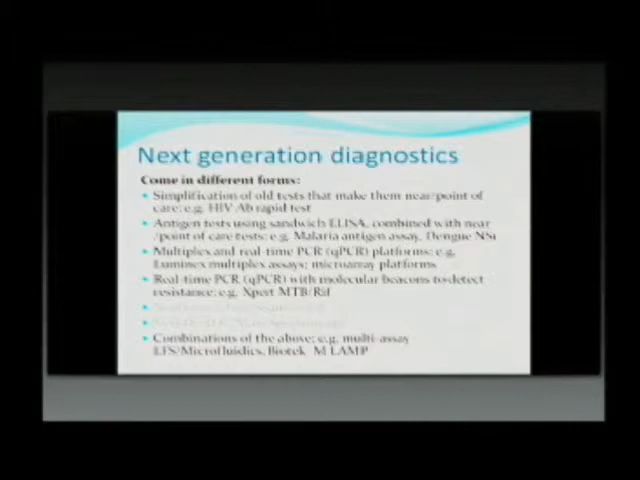 Next generation diagnostics
Come in different forms:
• Simplification of old tests that make them near/point of
care: e.g. HIV Ab rapid test
• Antigen tests using sandwich ELISA, combined with near
/point of care tests: e.g. Malaria antigen assay, Dengue NS1
• Multiplex and real-time PCR (qPCR) platforms: e.g.
Luminex multiplex assays; microarray platforms
• Real-time PCR (qPCR) with molecular beacons to detect
resistance: e.g. Xpert MTB/Rif
• Combinations of the above; e.g. multi-assay
LFS/Microfluidics, Biotek M LAMP